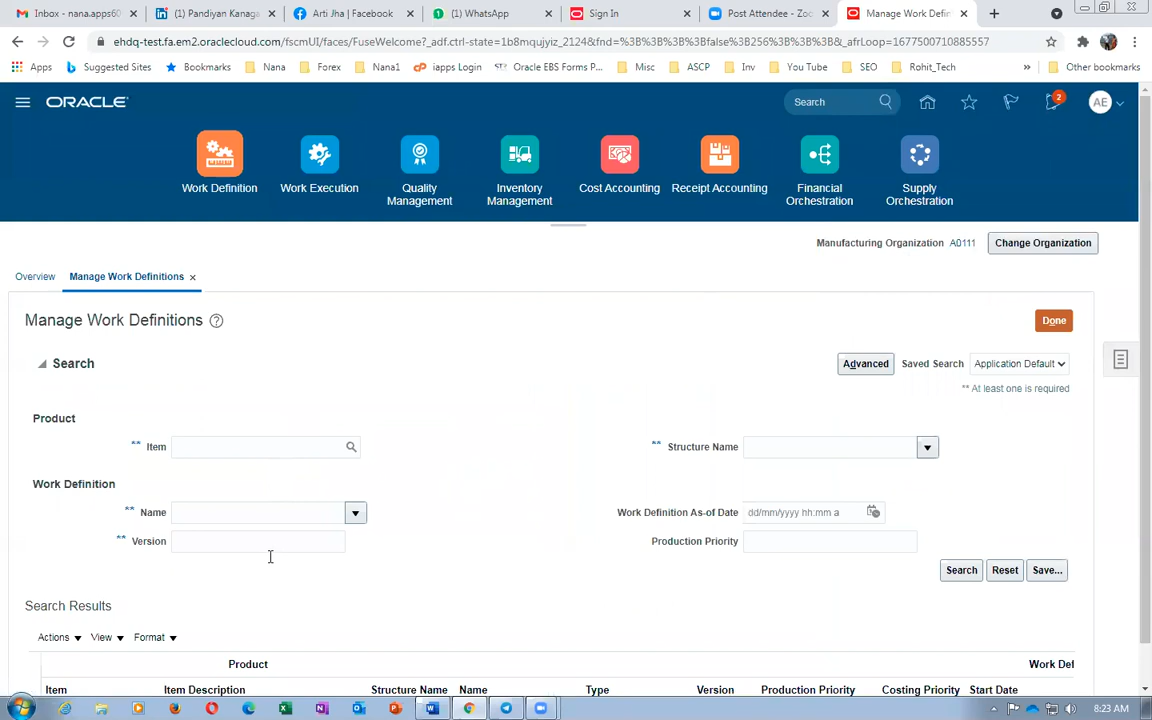 Inbox - nana.apps60 × (1) Pandiyan Kanaga × Arti Jha | Facebook × (1) WhatsApp × Sign In × Post Attendee - Zoo × Manage Work Defin × +
ehdq-test.fa.em2.oraclecloud.com/fscmUI/faces/FuseWelcome?_adf.ctrl-state=1b8mqujyiz_2124&fnd=%3B%3B%3B%3Bfalse%3B256%3B%3B%3B&_afrLoop=1677500710885557
Apps Suggested Sites Bookmarks Nana Forex Nana1 iapps Login Oracle EBS Forms P... Misc ASCP Inv You Tube SEO Rohit_Tech » Other bookmarks
ORACLE Search 2 AE
Work Definition Work Execution Quality Management Inventory Management Cost Accounting Receipt Accounting Financial Orchestration Supply Orchestration
Manufacturing Organization A0111 Change Organization
Overview Manage Work Definitions ×
Manage Work Definitions ? Done
Search Advanced Saved Search Application Default
** At least one is required
Product
** Item ** Structure Name
Work Definition
** Name Work Definition As-of Date dd/mm/yyyy hh:mm a
** Version Production Priority
Search Reset Save...
Search Results
Actions View Format
Product Work Def
Item Item Description Structure Name Name Type Version Production Priority Costing Priority Start Date
8:23 AM